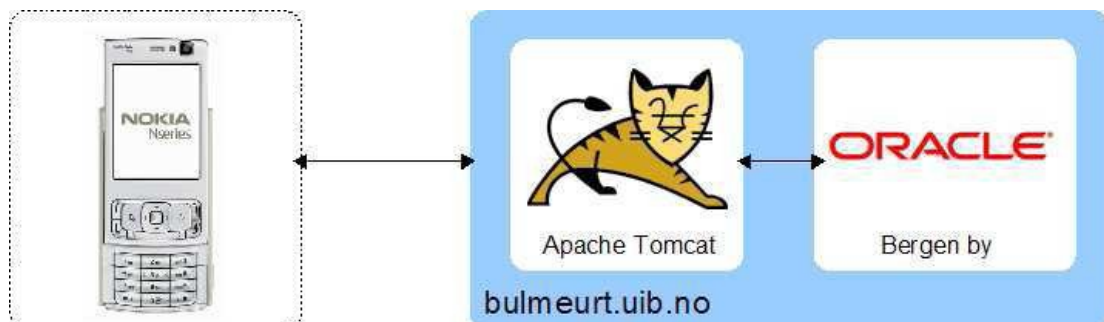 NOKIA
Nseries
ORACLE
Apache Tomcat
Bergen by
bulmeurt.uib.no